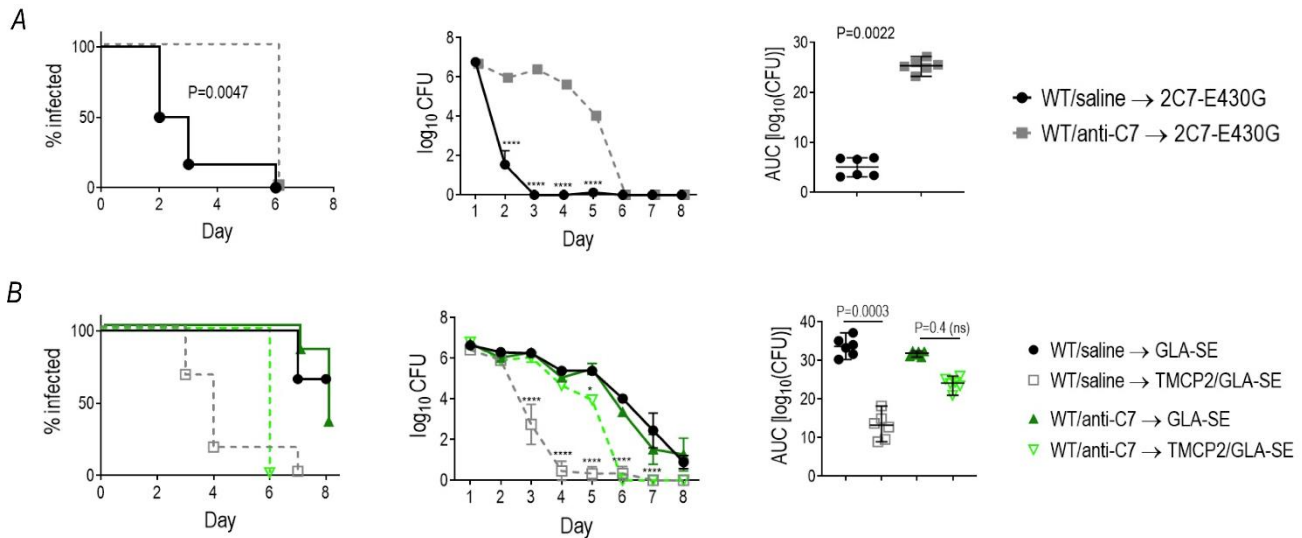 A
% infected
100
50
0
P=0.0047
0 2 4 6 8
Day
log10 CFU
8
6
4
2
0
****
**** **** ****
1 2 3 4 5 6 7 8
Day
AUC [log10(CFU)]
30
20
10
0
P=0.0022
WT/saline → 2C7-E430G
WT/anti-C7 → 2C7-E430G
B
% infected
100
50
0
0 2 4 6 8
Day
log10 CFU
8
6
4
2
0
*
****
**** **** **** ****
1 2 3 4 5 6 7 8
Day
AUC [log10(CFU)]
40
30
20
10
0
P=0.0003
P=0.4 (ns)
WT/saline → GLA-SE
WT/saline → TMCP2/GLA-SE
WT/anti-C7 → GLA-SE
WT/anti-C7 → TMCP2/GLA-SE